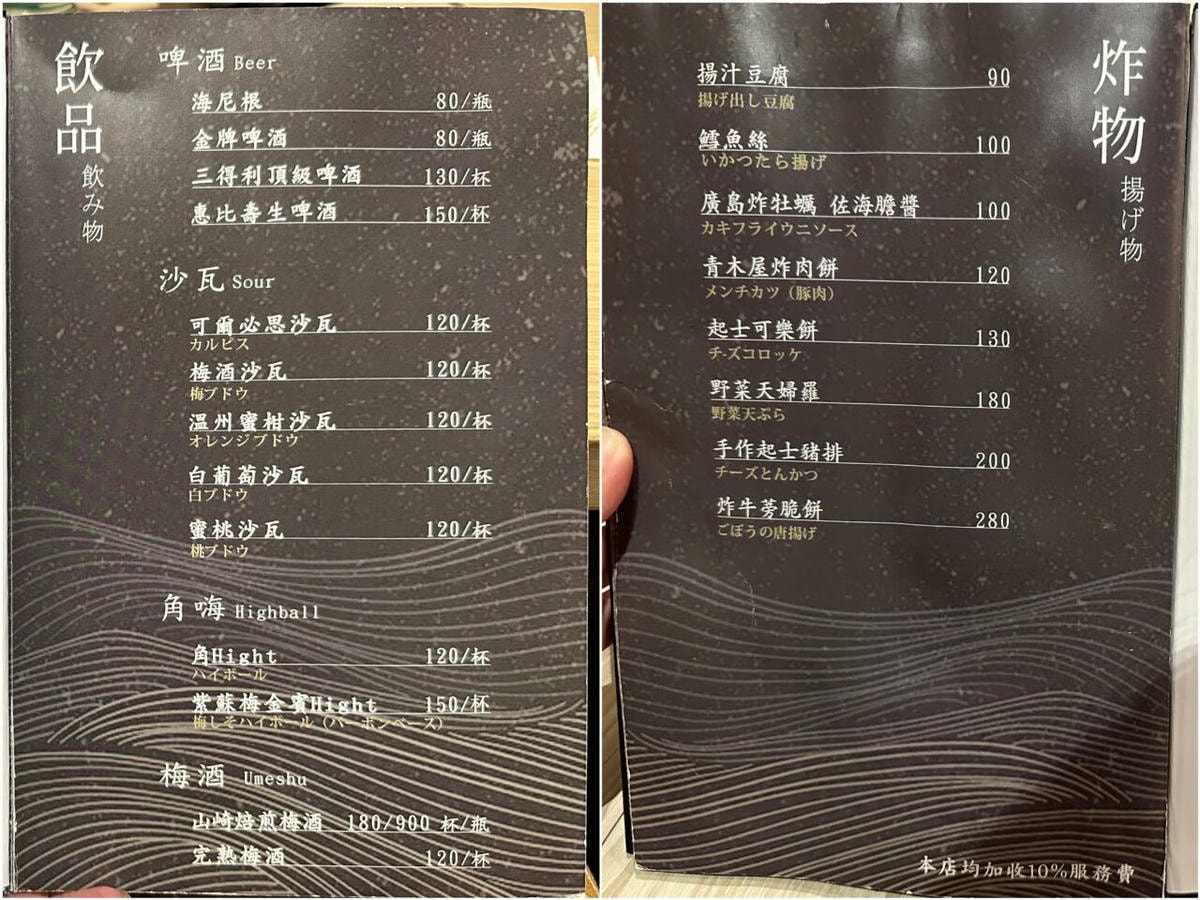 飲品
飲み物
啤酒 Beer
海尼根 80/瓶
金牌啤酒 80/瓶
三得利頂級啤酒 130/杯
惠比壽生啤酒 150/杯
沙瓦 Sour
可爾必思沙瓦 120/杯
カルピス
梅酒沙瓦 120/杯
梅ブドウ
溫州蜜柑沙瓦 120/杯
オレンジブドウ
白葡萄沙瓦 120/杯
白ブドウ
蜜桃沙瓦 120/杯
桃ブドウ
角嗨 Highball
角Hight 120/杯
ハイボール
紫蘇梅金賓Hight 150/杯
梅しそハイボール（バーボンベース）
梅酒 Umeshu
山崎焙煎梅酒 180/900 杯/瓶
完熟梅酒 120/杯
炸物
揚げ物
揚汁豆腐 90
揚げ出し豆腐
鱈魚絲 100
いかつたら揚げ
廣島炸牡蠣 佐海膽醬 100
カキフライウニソース
青木屋炸肉餅 120
メンチカツ（豚肉）
起士可樂餅 130
チ-ズコロッケ
野菜天婦羅 180
野菜天ぷら
手作起士豬排 200
チーズとんかつ
炸牛蒡脆餅 280
ごぼうの唐揚げ
本店均加收10%服務費